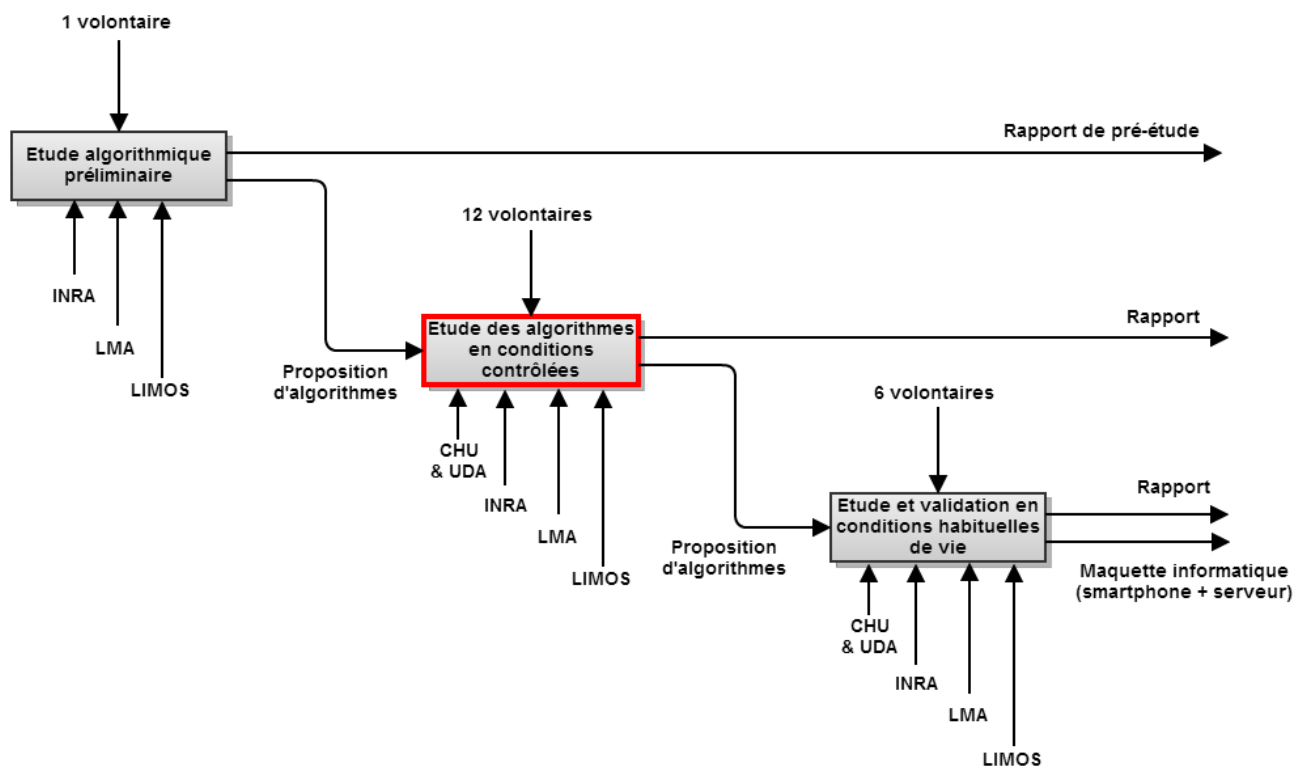 1 volontaire
Etude algorithmique
préliminaire
Rapport de pré-étude
INRA
LMA
LIMOS
12 volontaires
Etude des algorithmes
en conditions
contrôlées
Rapport
Proposition
d'algorithmes
CHU
& UDA
INRA
LMA
LIMOS
6 volontaires
Etude et validation en
conditions habituelles
de vie
Rapport
Proposition
d'algorithmes
Maquette informatique
(smartphone + serveur)
CHU
& UDA
INRA
LMA
LIMOS